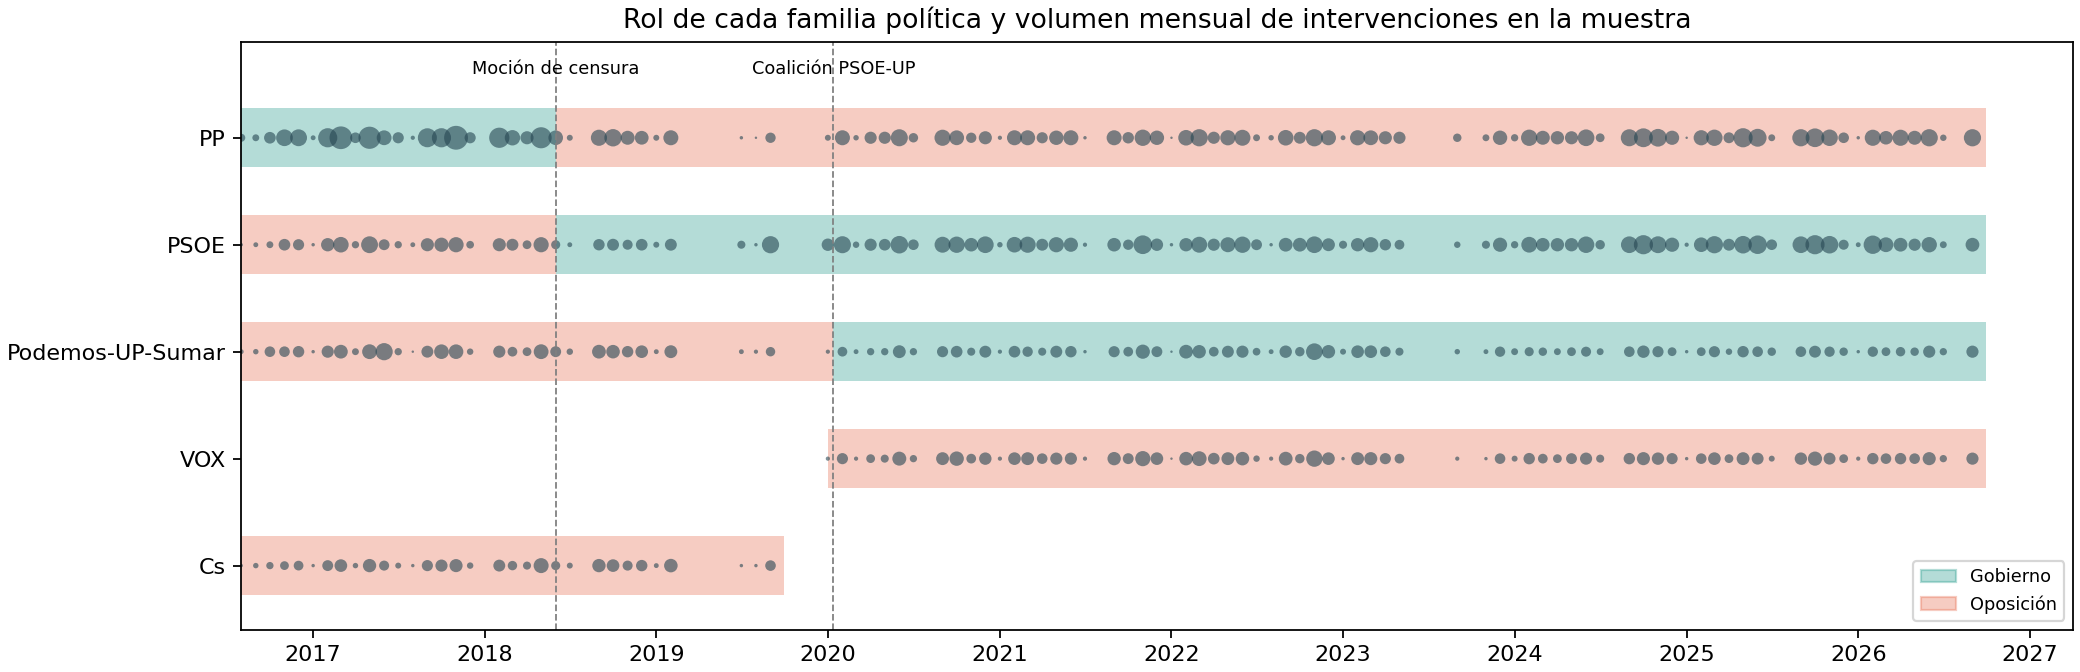 Rol de cada familia política y volumen mensual de intervenciones en la muestra
Moción de censura
Coalición PSOE-UP
PP
PSOE
Podemos-UP-Sumar
VOX
Cs
Gobierno
Oposición
2017
2018
2019
2020
2021
2022
2023
2024
2025
2026
2027